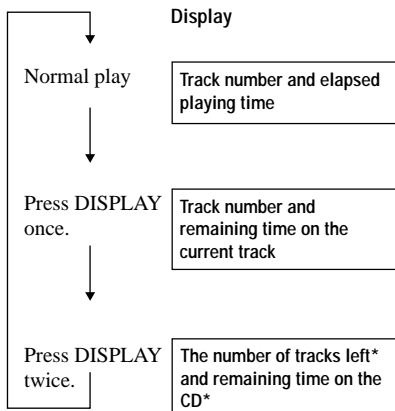 Display
Normal play
Track number and elapsed
playing time
Press DISPLAY
once.
Track number and
remaining time on the
current track
Press DISPLAY
twice.
The number of tracks left*
and remaining time on the
CD*